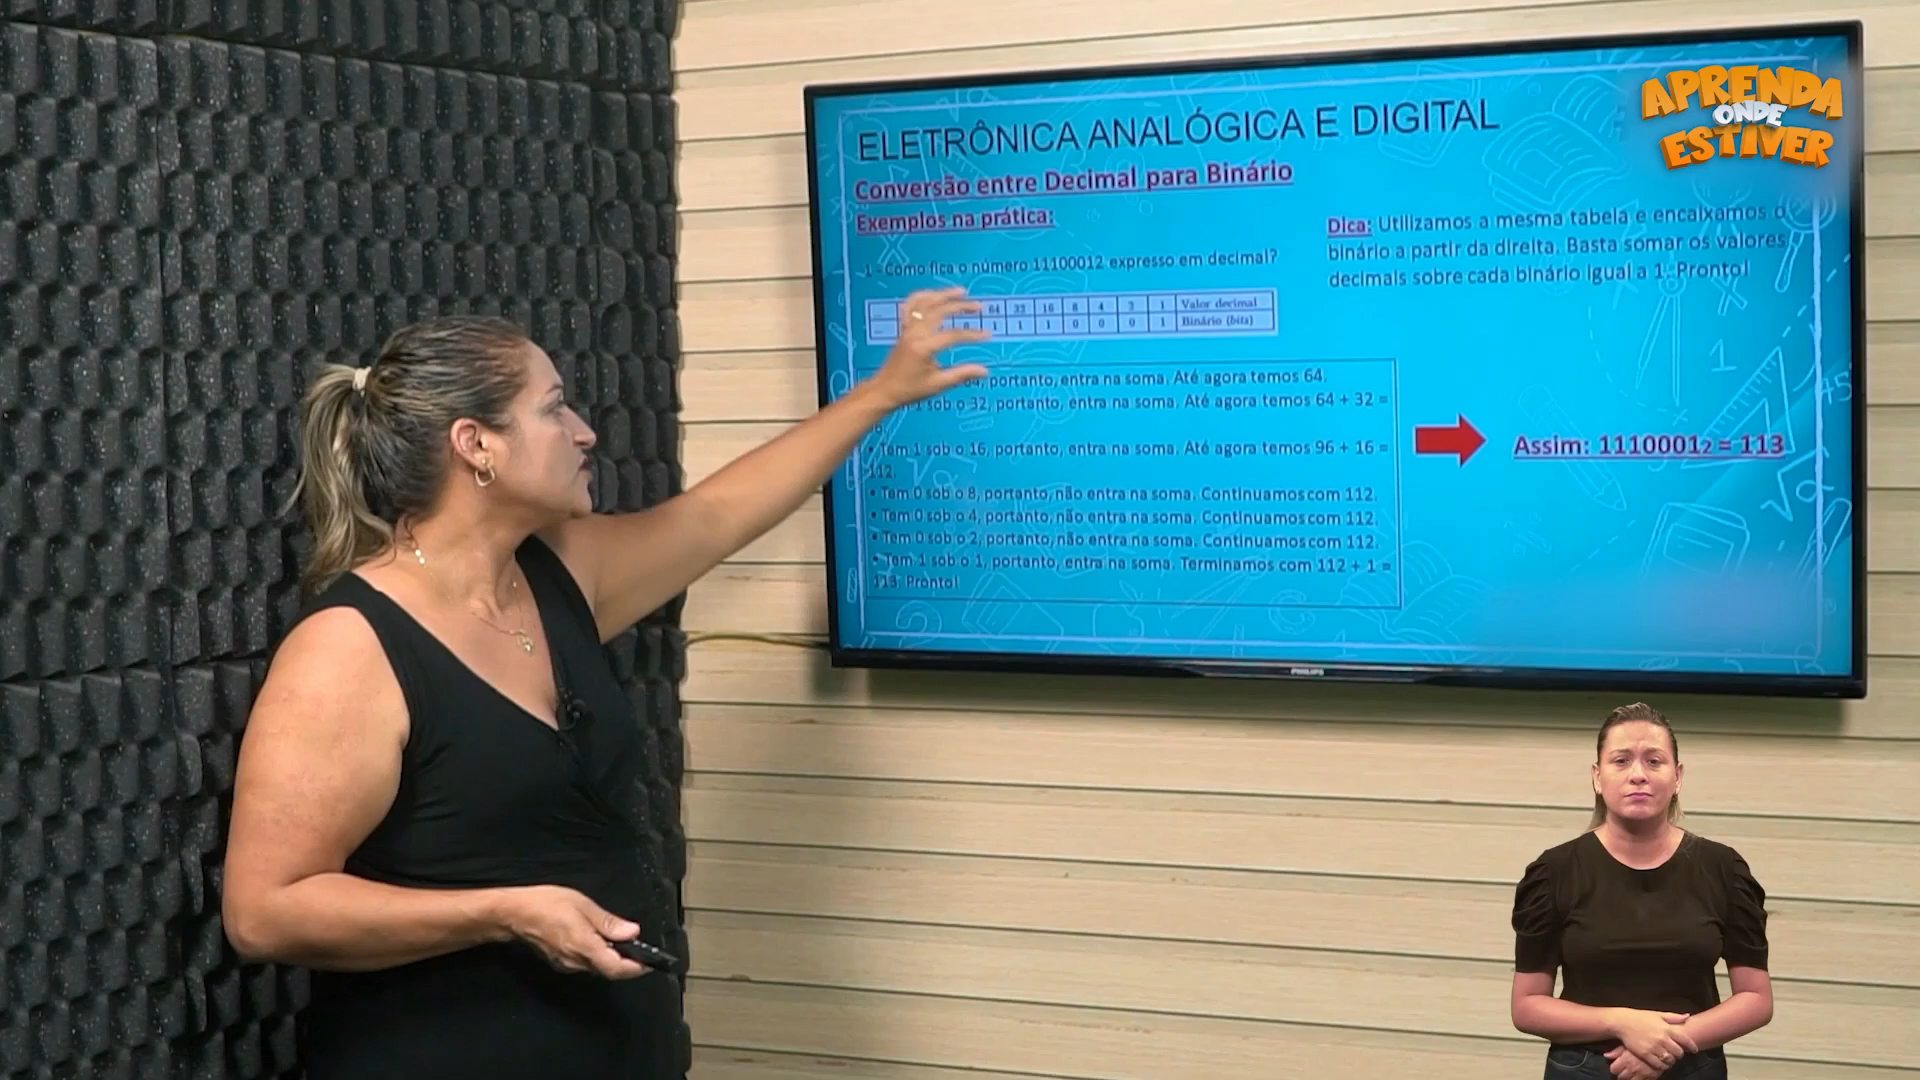 APRENDA
ONDE
ESTIVER
ELETRÔNICA ANALÓGICA E DIGITAL
Conversão entre Decimal para Binário
Exemplos na prática:
1 - Como fica o número 11100012 expresso em decimal?
... 64 32 16 8 4 3 1 Valor decimal
... 0 1 1 1 0 0 0 1 Binário (bits)
Dica: Utilizamos a mesma tabela e encaixamos o
binário a partir da direita. Basta somar os valores
decimais sobre cada binário igual a 1. Pronto!
64, portanto, entra na soma. Até agora temos 64.
1 sob o 32, portanto, entra na soma. Até agora temos 64 + 32 =
• Tem 1 sob o 16, portanto, entra na soma. Até agora temos 96 + 16 =
112.
• Tem 0 sob o 8, portanto, não entra na soma. Continuamos com 112.
• Tem 0 sob o 4, portanto, não entra na soma. Continuamos com 112.
• Tem 0 sob o 2, portanto, não entra na soma. Continuamos com 112.
• Tem 1 sob o 1, portanto, entra na soma. Terminamos com 112 + 1 =
113. Pronto!
Assim: 11100012 = 113
PHILIPS